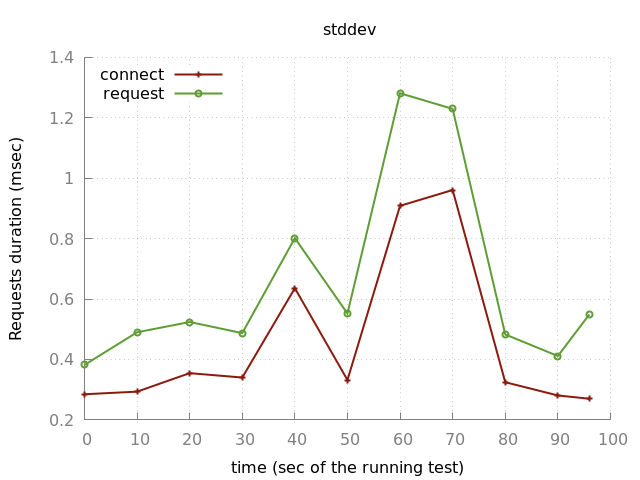 stddev
1.4
1.2
1
0.8
0.6
0.4
0.2
connect
request
Requests duration (msec)
0 10 20 30 40 50 60 70 80 90 100
time (sec of the running test)